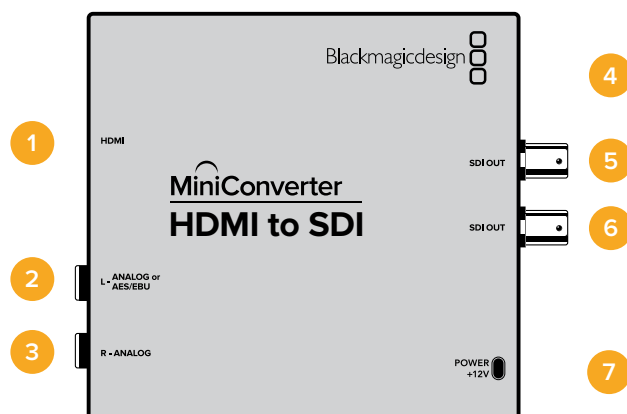 Blackmagicdesign
4
1
HDMI
5
SDI OUT
MiniConverter
HDMI to SDI
SDI OUT
6
2
L - ANALOG or
AES/EBU
3
R - ANALOG
POWER
+12V
7